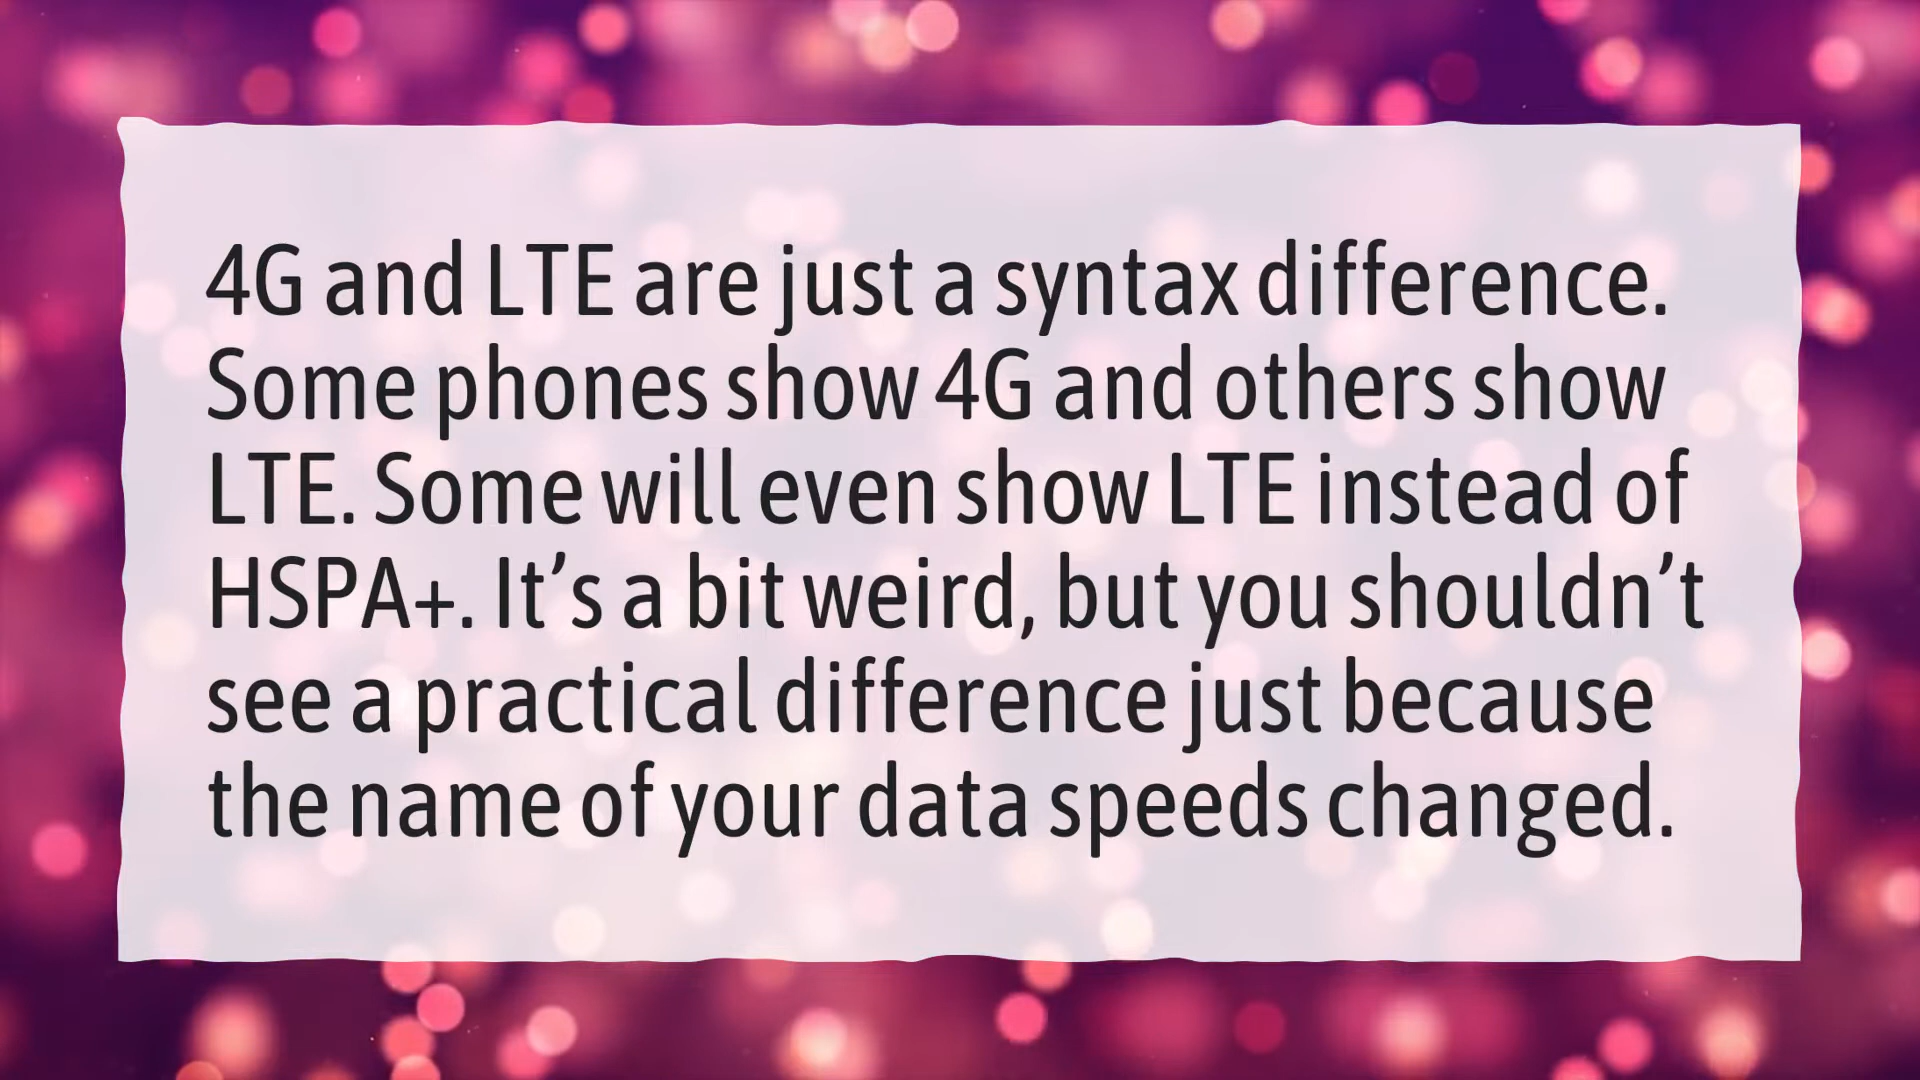 4G and LTE are just a syntax difference.
Some phones show 4G and others show
LTE. Some will even show LTE instead of
HSPA+. It’s a bit weird, but you shouldn’t
see a practical difference just because
the name of your data speeds changed.